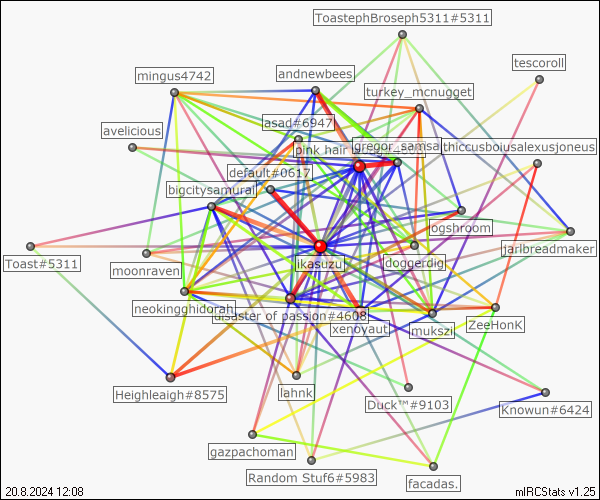 ToastephBroseph5311#5311
tescoroll
mingus4742
andnewbees
turkey_mcnugget
avelicious
asad#6947
pink hair
gregor_samsa
thiccusboiusalexusjoneus
default#0617
bigcitysamurai
ogshroom
jarlbreadmaker
Toast#5311
moonraven
ikasuzu
doggerdig
neokingghidorah
disaster of passion#4608
xenoyaut
mukszi
ZeeHonK
Heighleigh#8575
lahnk
Duck™#9103
Knowun#6424
gazpachoman
Random Stuf6#5983
facadas.
20.8.2024 12:08
mIRCStats v1.25